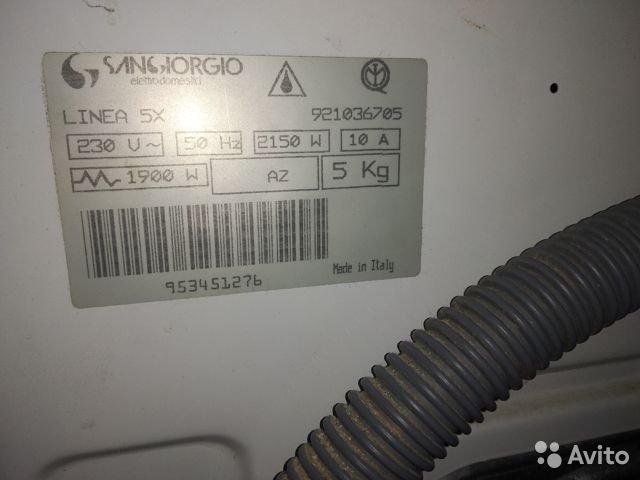 SANGIORGIO
elettrodomestici
LINEA 5X 921036705
230 V~ 50 Hz 2150 W 10 A
1900 W AZ 5 Kg
953451276
Made in Italy
Avito